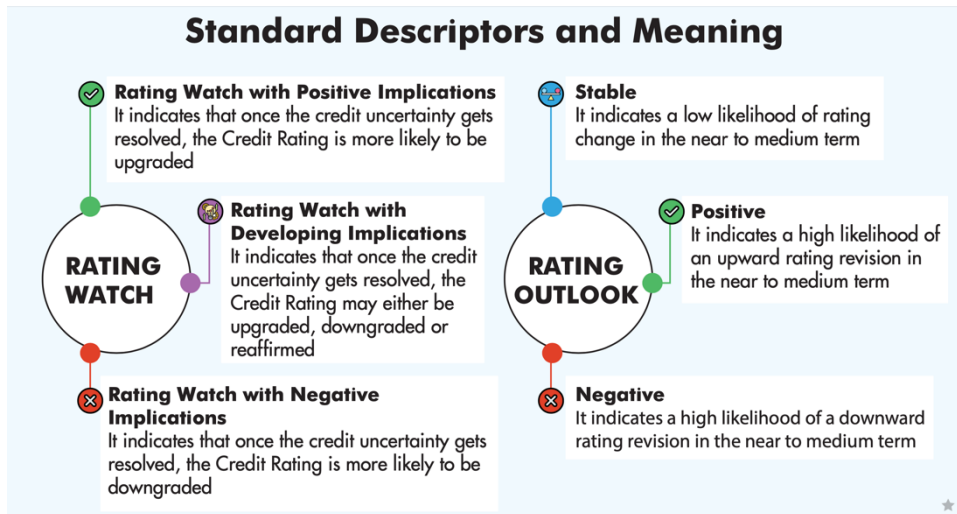 Standard Descriptors and Meaning
Rating Watch with Positive Implications
It indicates that once the credit uncertainty gets
resolved, the Credit Rating is more likely to be
upgraded
RATING
WATCH
Rating Watch with
Developing Implications
It indicates that once the credit
uncertainty gets resolved, the
Credit Rating may either be
upgraded, downgraded or
reaffirmed
Rating Watch with Negative
Implications
It indicates that once the credit uncertainty gets
resolved, the Credit Rating is more likely to be
downgraded
Stable
It indicates a low likelihood of rating
change in the near to medium term
RATING
OUTLOOK
Positive
It indicates a high likelihood of
an upward rating revision in
the near to medium term
Negative
It indicates a high likelihood of a downward
rating revision in the near to medium term